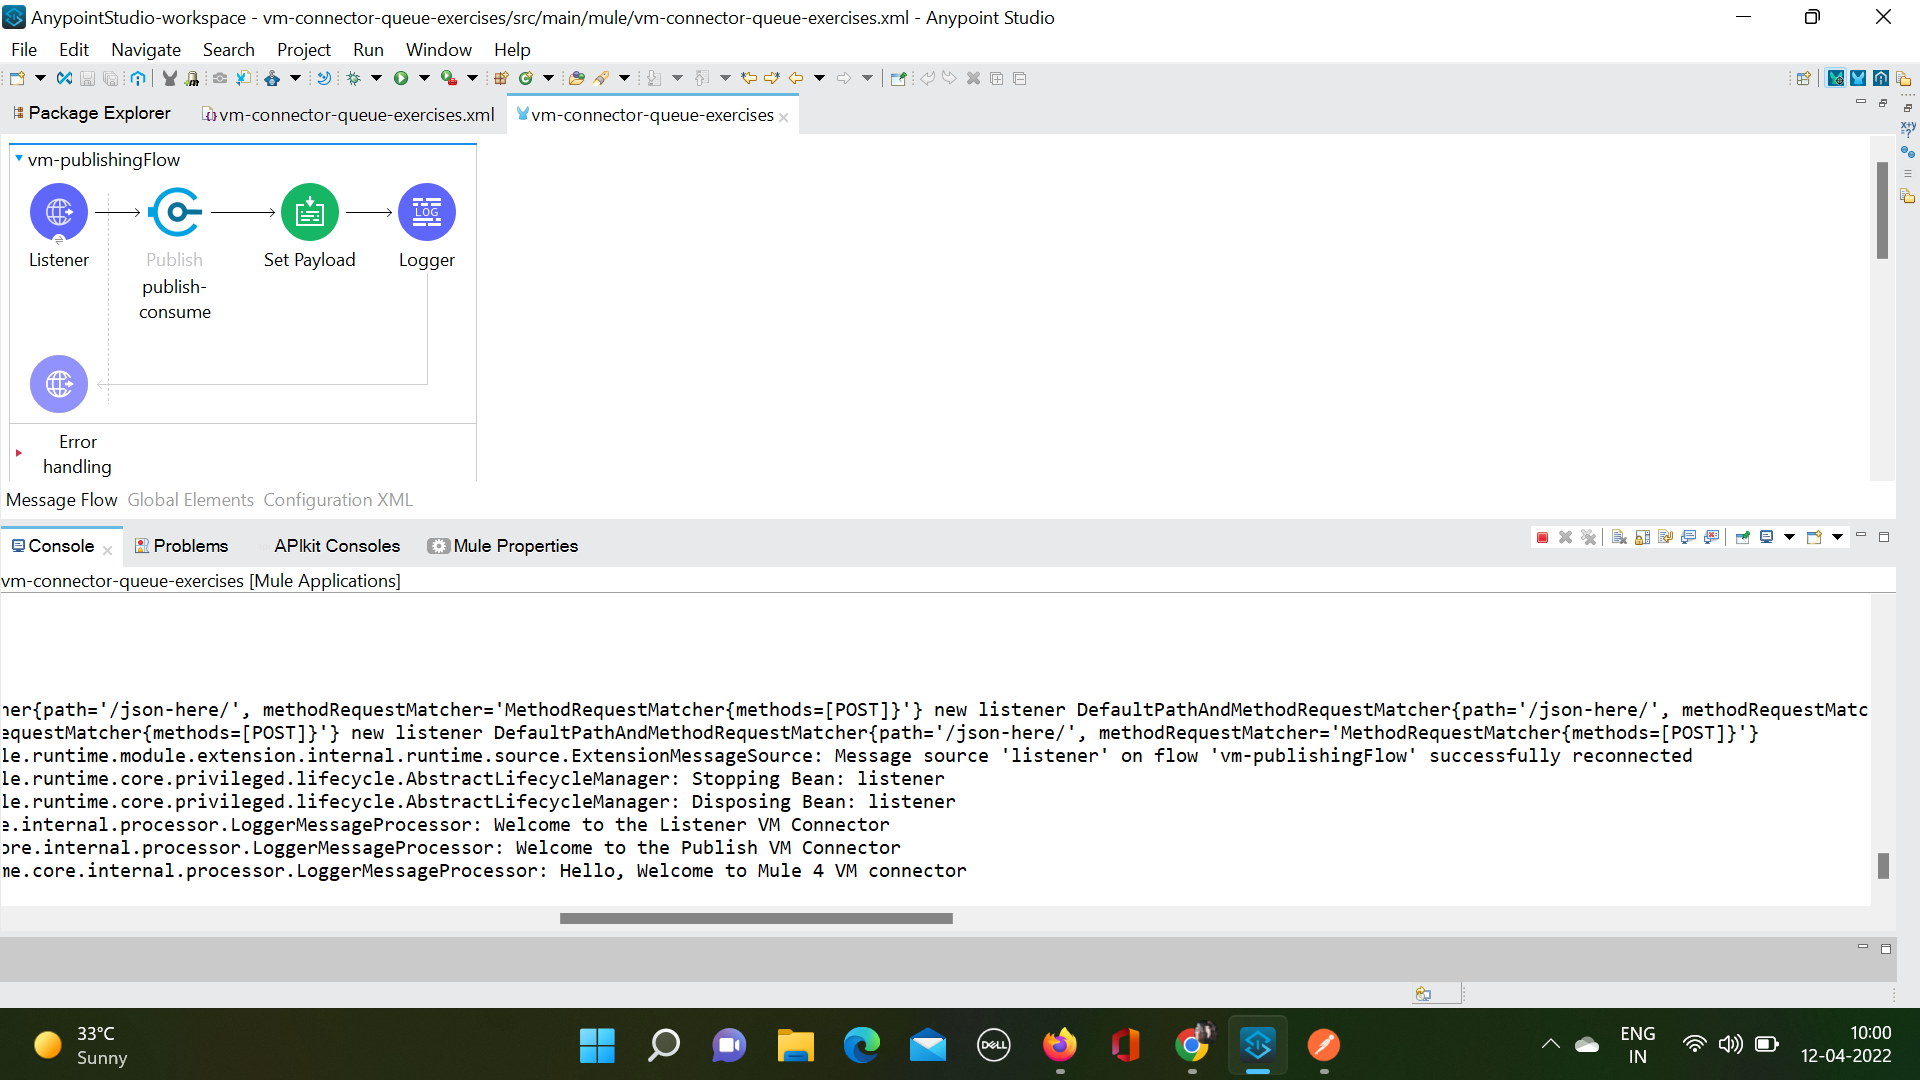 AnypointStudio-workspace - vm-connector-queue-exercises/src/main/mule/vm-connector-queue-exercises.xml - Anypoint Studio
File Edit Navigate Search Project Run Window Help
Package Explorer vm-connector-queue-exercises.xml vm-connector-queue-exercises
vm-publishingFlow
LOG
Listener Publish Set Payload Logger
publish-
consume
Error
handling
Message Flow Global Elements Configuration XML
Console Problems APIkit Consoles Mule Properties
vm-connector-queue-exercises [Mule Applications]
her{path='/json-here/', methodRequestMatcher='MethodRequestMatcher{methods=[POST]}'} new listener DefaultPathAndMethodRequestMatcher{path='/json-here/', methodRequestMatc
equestMatcher{methods=[POST]}'} new listener DefaultPathAndMethodRequestMatcher{path='/json-here/', methodRequestMatcher='MethodRequestMatcher{methods=[POST]}'}
le.runtime.module.extension.internal.runtime.source.ExtensionMessageSource: Message source 'listener' on flow 'vm-publishingFlow' successfully reconnected
le.runtime.core.privileged.lifecycle.AbstractLifecycleManager: Stopping Bean: listener
le.runtime.core.privileged.lifecycle.AbstractLifecycleManager: Disposing Bean: listener
e.internal.processor.LoggerMessageProcessor: Welcome to the Listener VM Connector
ore.internal.processor.LoggerMessageProcessor: Welcome to the Publish VM Connector
me.core.internal.processor.LoggerMessageProcessor: Hello, Welcome to Mule 4 VM connector
33°C
Sunny
DELL
ENG
IN
10:00
12-04-2022